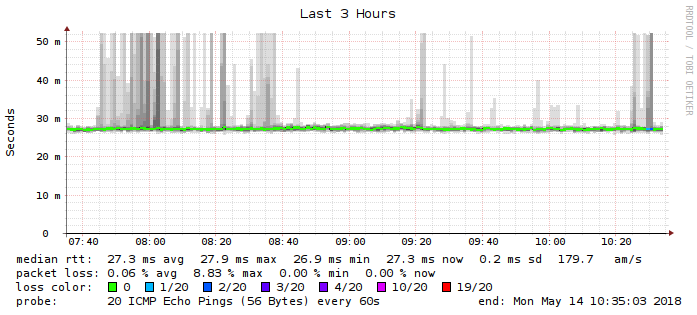 Last 3 Hours
RRDTOOL / TOBI OETIKER
Seconds
50 m
40 m
30 m
20 m
10 m
0
07:40 08:00 08:20 08:40 09:00 09:20 09:40 10:00 10:20
median rtt: 27.3 ms avg 27.9 ms max 26.9 ms min 27.3 ms now 0.2 ms sd 179.7 am/s
packet loss: 0.06 % avg 8.83 % max 0.00 % min 0.00 % now
loss color: 0 1/20 2/20 3/20 4/20 10/20 19/20
probe: 20 ICMP Echo Pings (56 Bytes) every 60s end: Mon May 14 10:35:03 2018